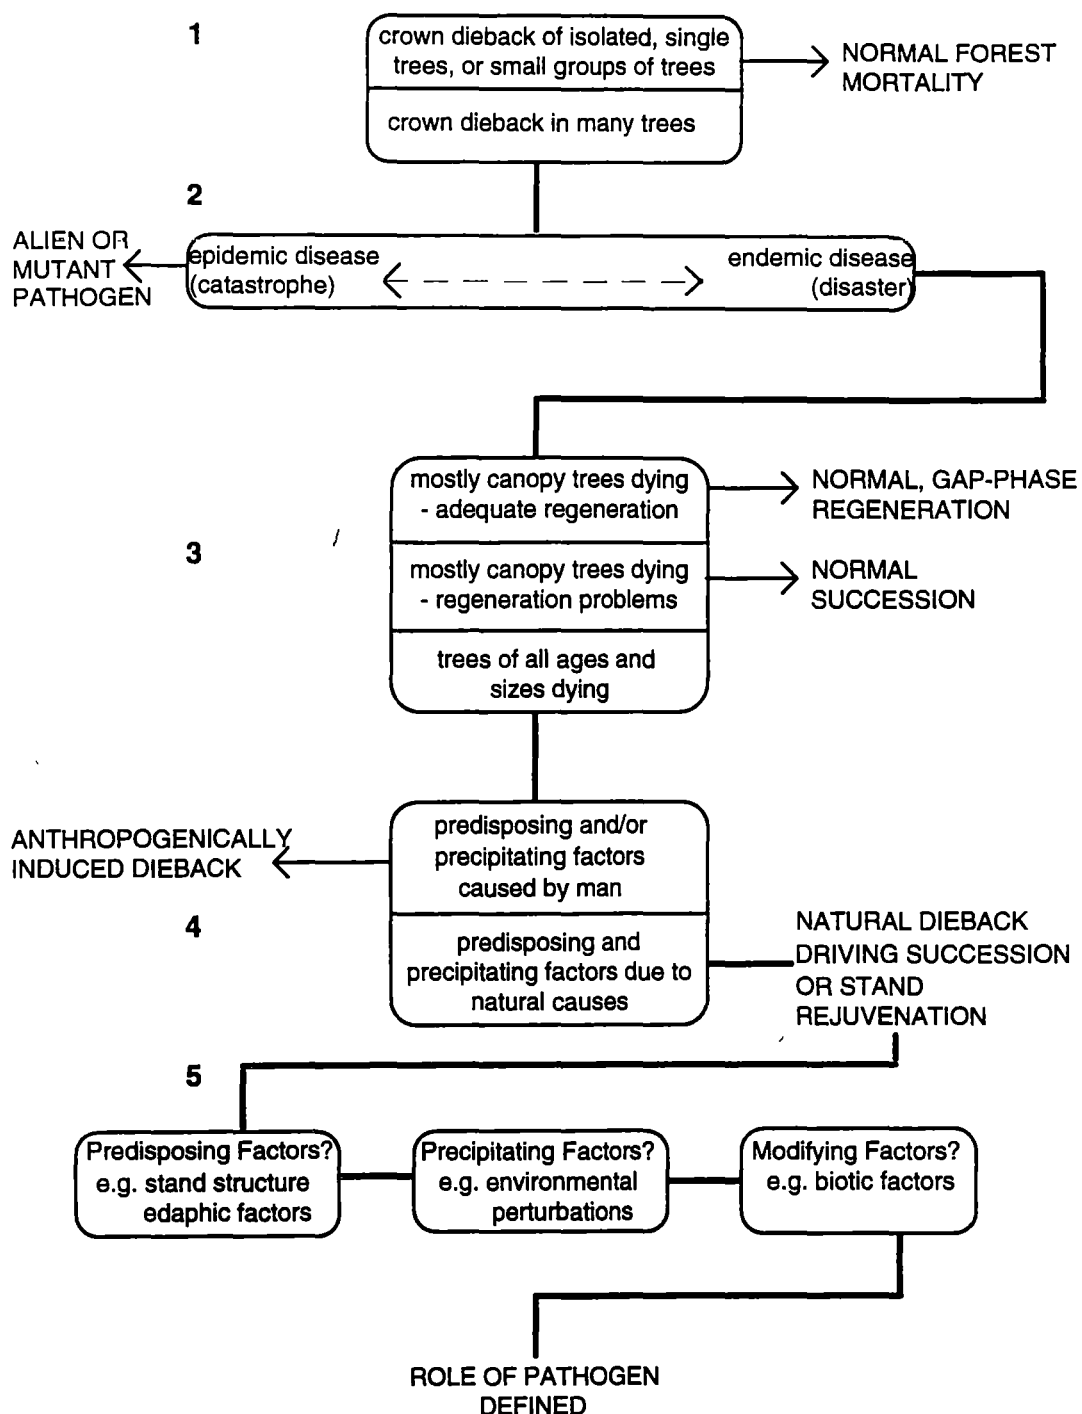 1
crown dieback of isolated, single
trees, or small groups of trees
NORMAL FOREST
MORTALITY
crown dieback in many trees
2
ALIEN OR
MUTANT
PATHOGEN
epidemic disease
(catastrophe)
endemic disease
(disaster)
3
mostly canopy trees dying
- adequate regeneration
NORMAL, GAP-PHASE
REGENERATION
mostly canopy trees dying
- regeneration problems
NORMAL
SUCCESSION
trees of all ages and
sizes dying
4
ANTHROPOGENICALLY
INDUCED DIEBACK
predisposing and/or
precipitating factors
caused by man
predisposing and
precipitating factors due to
natural causes
NATURAL DIEBACK
DRIVING SUCCESSION
OR STAND
REJUVENATION
5
Predisposing Factors?
e.g. stand structure
edaphic factors
Precipitating Factors?
e.g. environmental
perturbations
Modifying Factors?
e.g. biotic factors
ROLE OF PATHOGEN
DEFINED